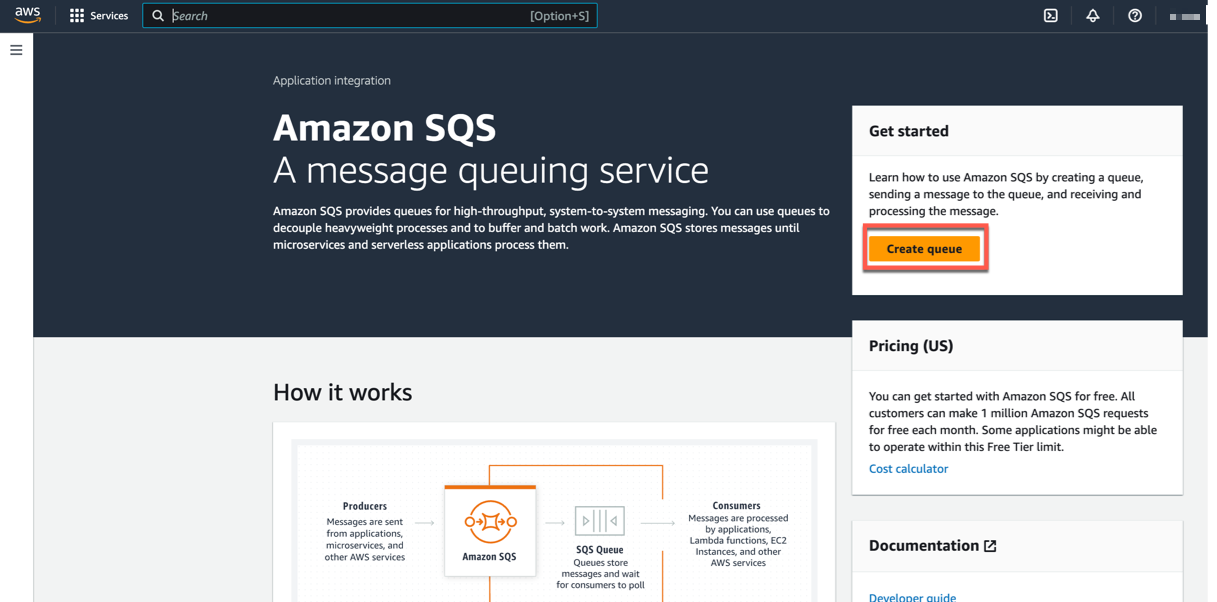 aws
Services
Search
[Option+S]
Application integration
Amazon SQS
A message queuing service
Amazon SQS provides queues for high-throughput, system-to-system messaging. You can use queues to
decouple heavyweight processes and to buffer and batch work. Amazon SQS stores messages until
microservices and serverless applications process them.
Get started
Learn how to use Amazon SQS by creating a queue,
sending a message to the queue, and receiving and
processing the message.
Create queue
Pricing (US)
You can get started with Amazon SQS for free. All
customers can make 1 million Amazon SQS requests
for free each month. Some applications might be able
to operate within this Free Tier limit.
Cost calculator
Documentation
Developer guide
How it works
Producers
Messages are sent
from applications,
microservices, and
other AWS services
Amazon SQS
SQS Queue
Queues store
messages and wait
for consumers to poll
Consumers
Messages are processed
by applications,
Lambda functions, EC2
Instances, and other
AWS services